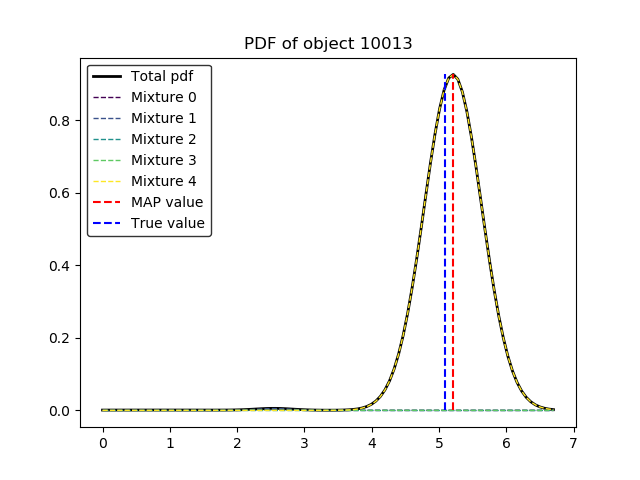 PDF of object 10013
Total pdf
Mixture 0
Mixture 1
Mixture 2
Mixture 3
Mixture 4
MAP value
True value
0.8
0.6
0.4
0.2
0.0
0 1 2 3 4 5 6 7